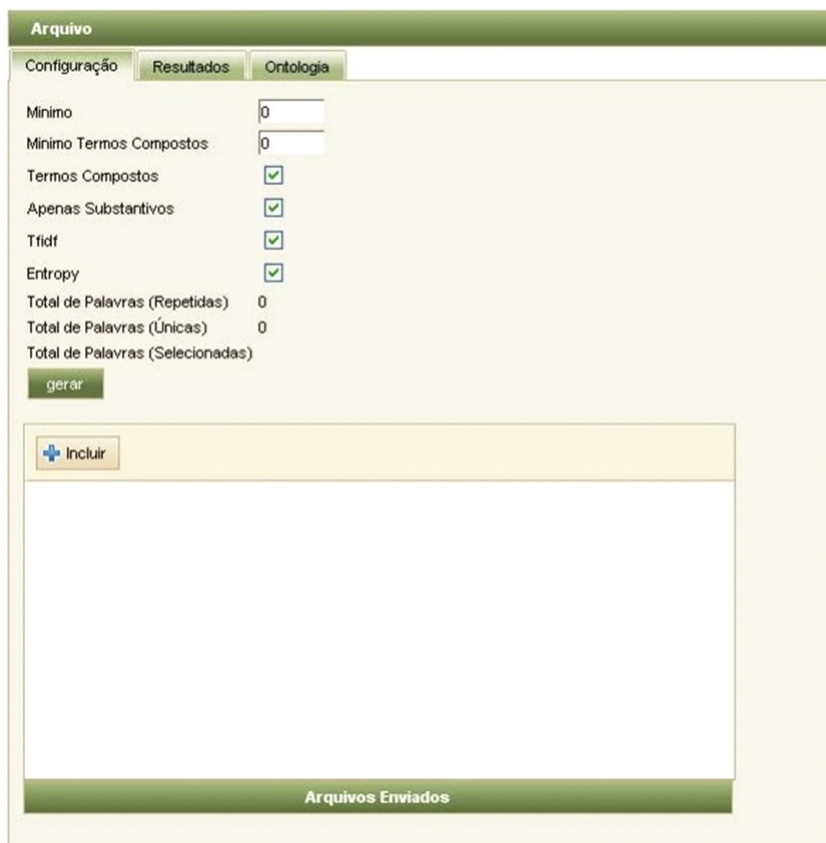 Arquivo
Configuração Resultados Ontologia
Minimo 0
Minimo Termos Compostos 0
Termos Compostos
Apenas Substantivos
Tfidf
Entropy
Total de Palavras (Repetidas) 0
Total de Palavras (Únicas) 0
Total de Palavras (Selecionadas)
gerar
Incluir
Arquivos Enviados